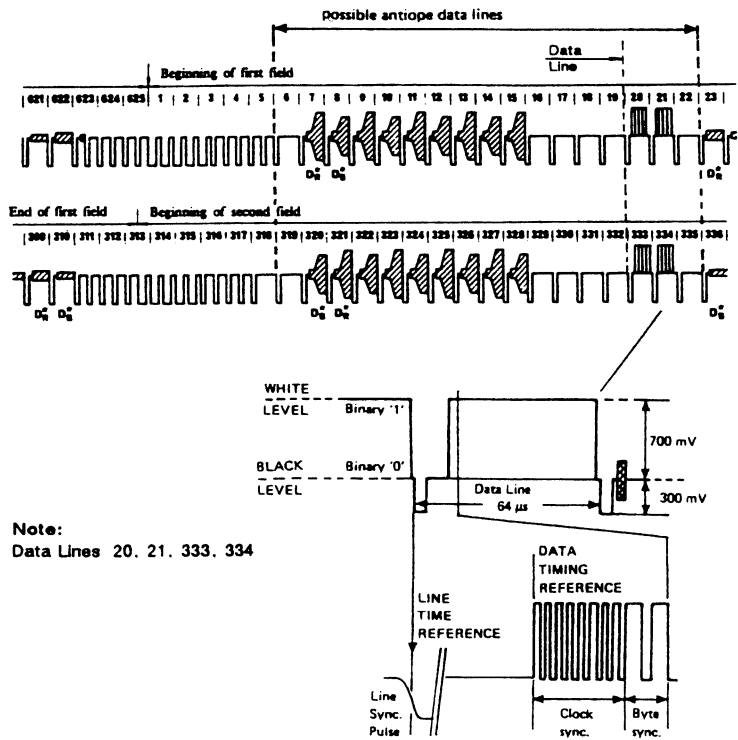 possible antiope data lines
Data
Line
Beginning of first field
621 622 623 624 625 1 2 3 4 5 6 7 8 9 10 11 12 13 14 15 16 17 18 19 20 21 22 23
D*R D*B D*R
End of first field Beginning of second field
309 310 311 312 313 314 315 316 317 318 319 320 321 322 323 324 325 326 327 328 329 330 331 332 333 334 335 336
D*R D*B D*B D*R D*B
WHITE
LEVEL Binary '1'
700 mV
BLACK Binary '0'
LEVEL Data Line
64 µs
300 mV
Note:
Data Lines 20, 21, 333, 334
DATA
TIMING
REFERENCE
LINE
TIME
REFERENCE
Line
Sync.
Pulse
Clock
sync.
Byte
sync.